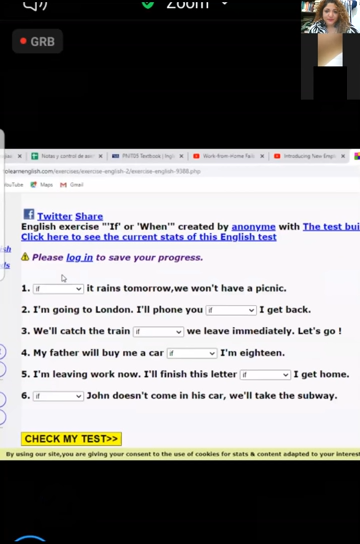 Zoom
GRB
Notas y control de exe
PNIT03 Textbook | Ingl
Work-from-Home Fails
Introducing Sew Engl
olearnenglish.com/exercises/exercise-english-2/exercise-english-9388.php
YouTube Maps Gmail
Twitter Share
English exercise "'If' or 'When'" created by anonyme with The test bui
Click here to see the current stats of this English test
Please log in to save your progress.
1. if it rains tomorrow,we won't have a picnic.
2. I'm going to London. I'll phone you if I get back.
3. We'll catch the train if we leave immediately. Let's go !
4. My father will buy me a car if I'm eighteen.
5. I'm leaving work now. I'll finish this letter if I get home.
6. if John doesn't come in his car, we'll take the subway.
CHECK MY TEST>>
By using our site,you are giving your consent to the use of cookies for stats & content adapted to your interest